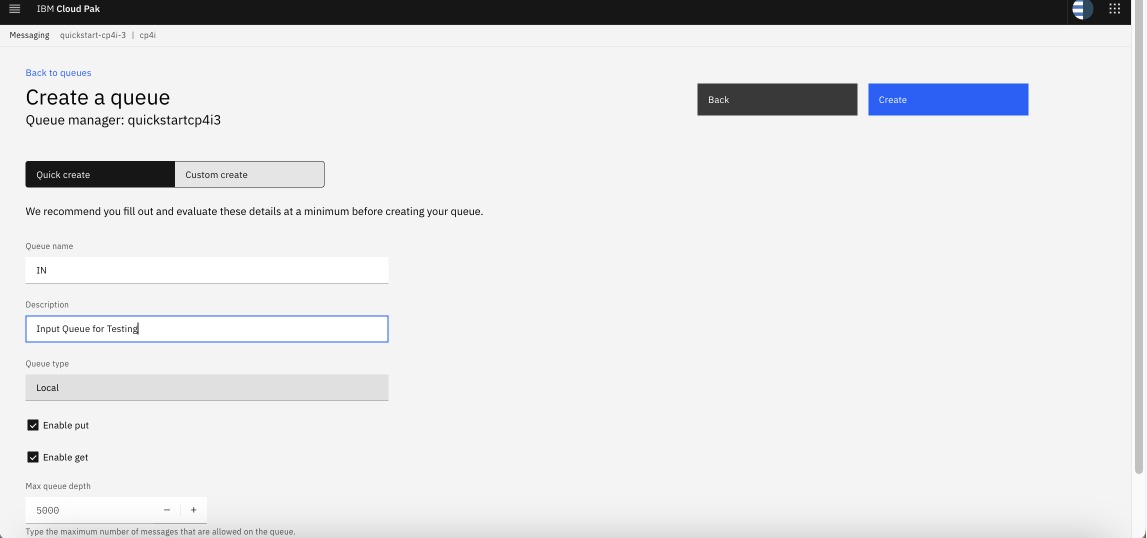 IBM Cloud Pak
Messaging quickstart-cp4i-3 | cp4i
Back to queues
Create a queue
Queue manager: quickstartcp4i3
Back
Create
Quick create
Custom create
We recommend you fill out and evaluate these details at a minimum before creating your queue.
Queue name
IN
Description
Input Queue for Testing
Queue type
Local
Enable put
Enable get
Max queue depth
5000
Type the maximum number of messages that are allowed on the queue.